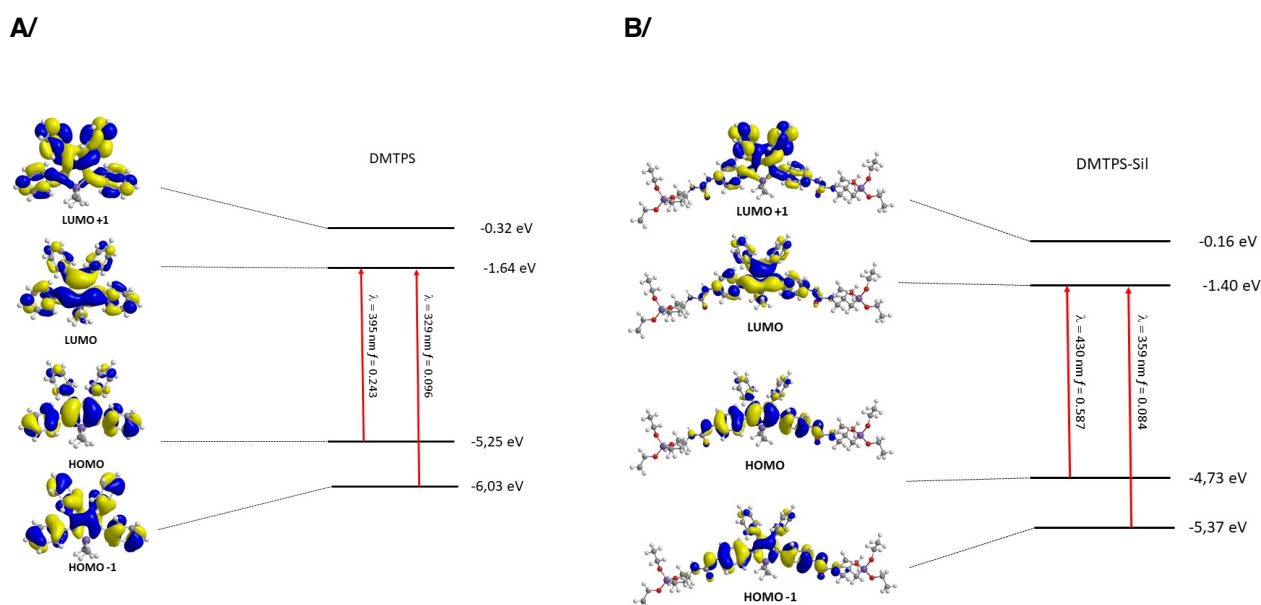 A/
DMTPS
LUMO +1
-0.32 eV
LUMO
-1.64 eV
λ = 395 nm f = 0.243
λ = 329 nm f = 0.096
HOMO
-5,25 eV
HOMO -1
-6,03 eV
B/
DMTPS-Sil
LUMO +1
-0.16 eV
LUMO
-1.40 eV
λ = 430 nm f = 0.587
λ = 359 nm f = 0.084
HOMO
-4,73 eV
HOMO -1
-5,37 eV